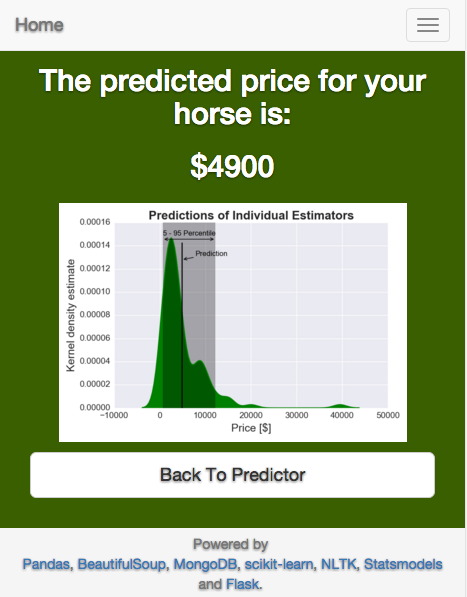 Home
The predicted price for your
horse is:
$4900
Predictions of Individual Estimators
0.00016
5 - 95 Percentile
0.00014
Prediction
0.00012
0.00010
0.00008
0.00006
0.00004
0.00002
0.00000
Kernel density estimate
−10000 0 10000 20000 30000 40000 50000
Price [$]
Back To Predictor
Powered by
Pandas, BeautifulSoup, MongoDB, scikit-learn, NLTK, Statsmodels
and Flask.